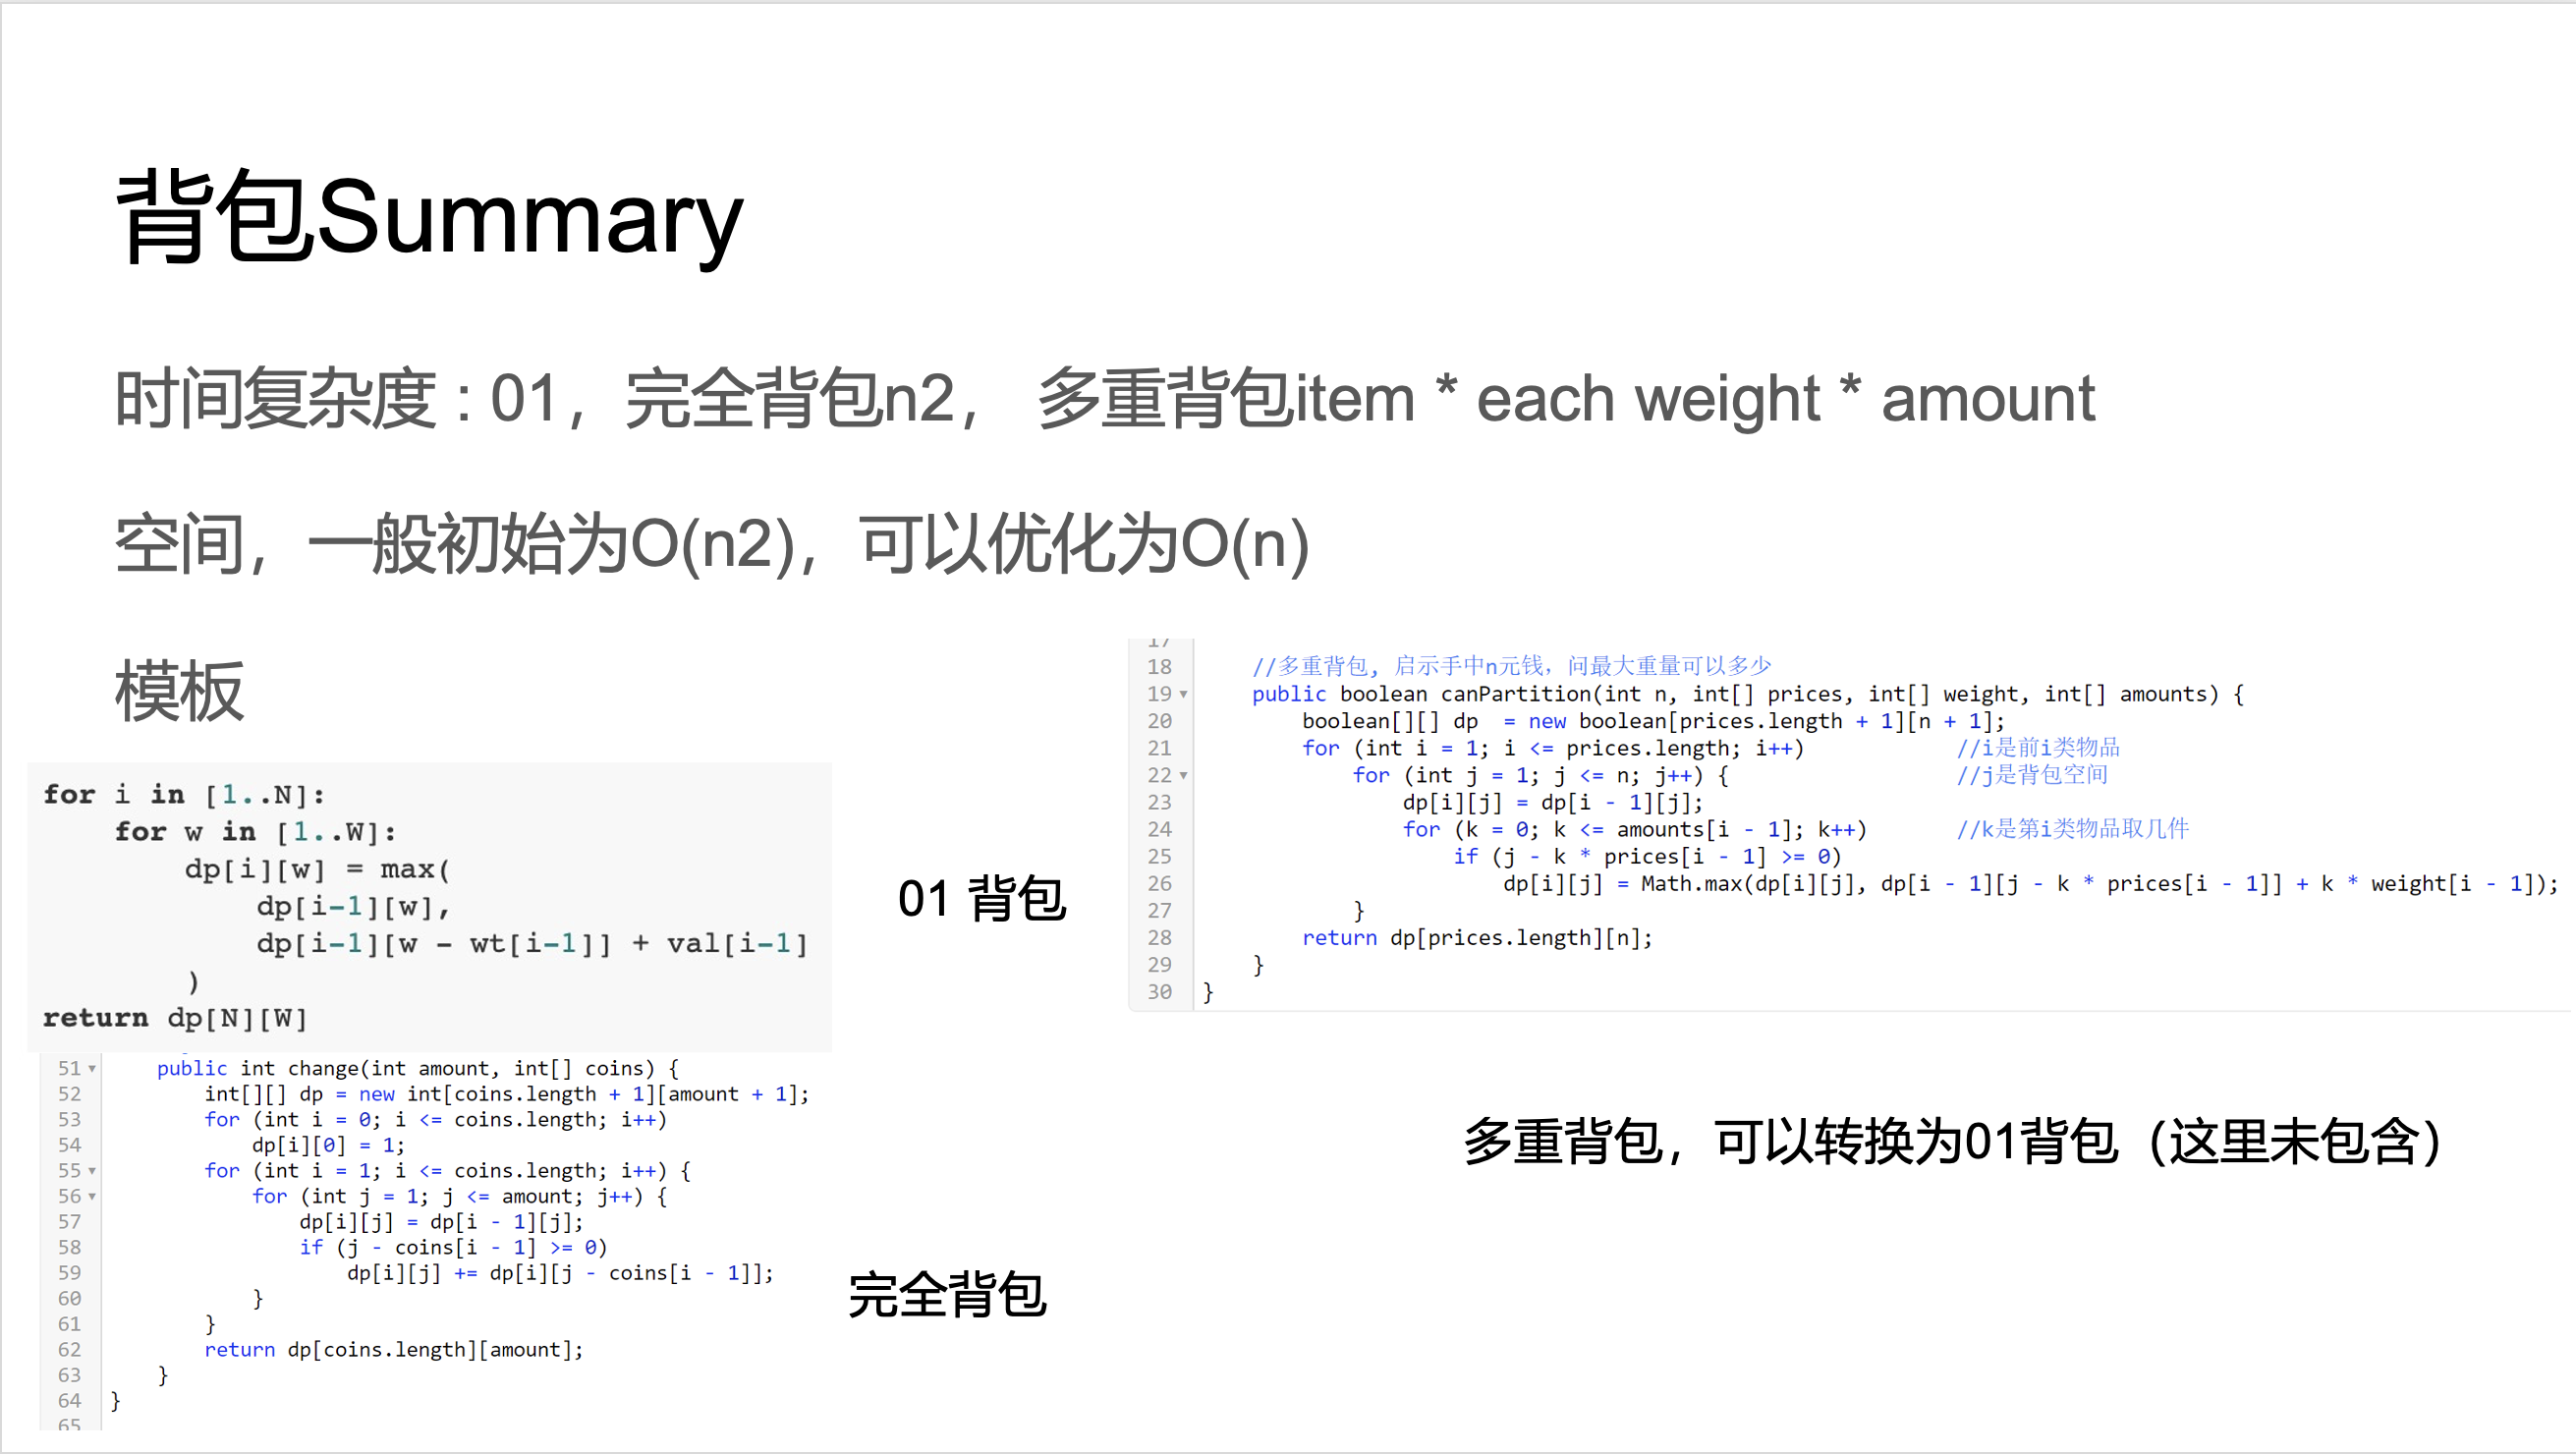 背包Summary
时间复杂度：01，完全背包n2， 多重背包item * each weight * amount
空间，一般初始为O(n2)，可以优化为O(n)
模板
for i in [1..N]:
for w in [1..W]:
dp[i][w] = max(
dp[i-1][w],
dp[i-1][w - wt[i-1]] + val[i-1]
)
return dp[N][W]
01 背包
17
18 //多重背包, 启示手中n元钱，问最大重量可以多少
19 public boolean canPartition(int n, int[] prices, int[] weight, int[] amounts) {
20 boolean[][] dp  = new boolean[prices.length + 1][n + 1];
21 for (int i = 1; i <= prices.length; i++) //i是前i类物品
22 for (int j = 1; j <= n; j++) { //j是背包空间
23 dp[i][j] = dp[i - 1][j];
24 for (k = 0; k <= amounts[i - 1]; k++) //k是第i类物品取几件
25 if (j - k * prices[i - 1] >= 0)
26 dp[i][j] = Math.max(dp[i][j], dp[i - 1][j - k * prices[i - 1]] + k * weight[i - 1]);
27 }
28 return dp[prices.length][n];
29 }
30 }
多重背包，可以转换为01背包（这里未包含）
51 public int change(int amount, int[] coins) {
52 int[][] dp = new int[coins.length + 1][amount + 1];
53 for (int i = 0; i <= coins.length; i++)
54 dp[i][0] = 1;
55 for (int i = 1; i <= coins.length; i++) {
56 for (int j = 1; j <= amount; j++) {
57 dp[i][j] = dp[i - 1][j];
58 if (j - coins[i - 1] >= 0)
59 dp[i][j] += dp[i][j - coins[i - 1]];
60 }
61 }
62 return dp[coins.length][amount];
63 }
64 }
65
完全背包